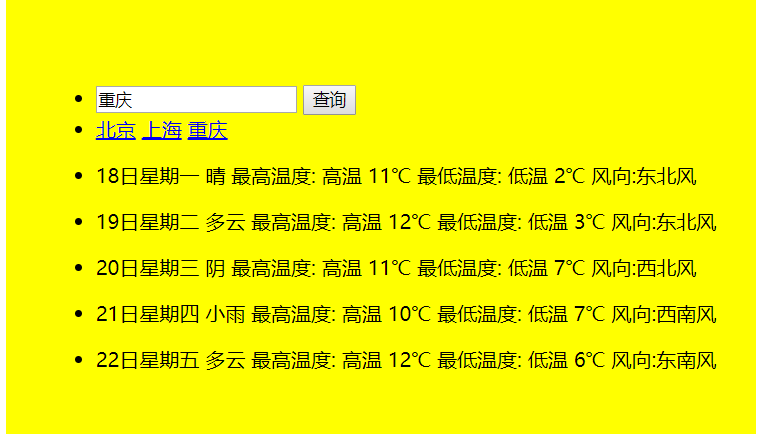 重庆 查询
北京 上海 重庆
18日星期一 晴 最高温度: 高温 11℃ 最低温度: 低温 2℃ 风向:东北风
19日星期二 多云 最高温度: 高温 12℃ 最低温度: 低温 3℃ 风向:东北风
20日星期三 阴 最高温度: 高温 11℃ 最低温度: 低温 7℃ 风向:西北风
21日星期四 小雨 最高温度: 高温 10℃ 最低温度: 低温 7℃ 风向:西南风
22日星期五 多云 最高温度: 高温 12℃ 最低温度: 低温 6℃ 风向:东南风